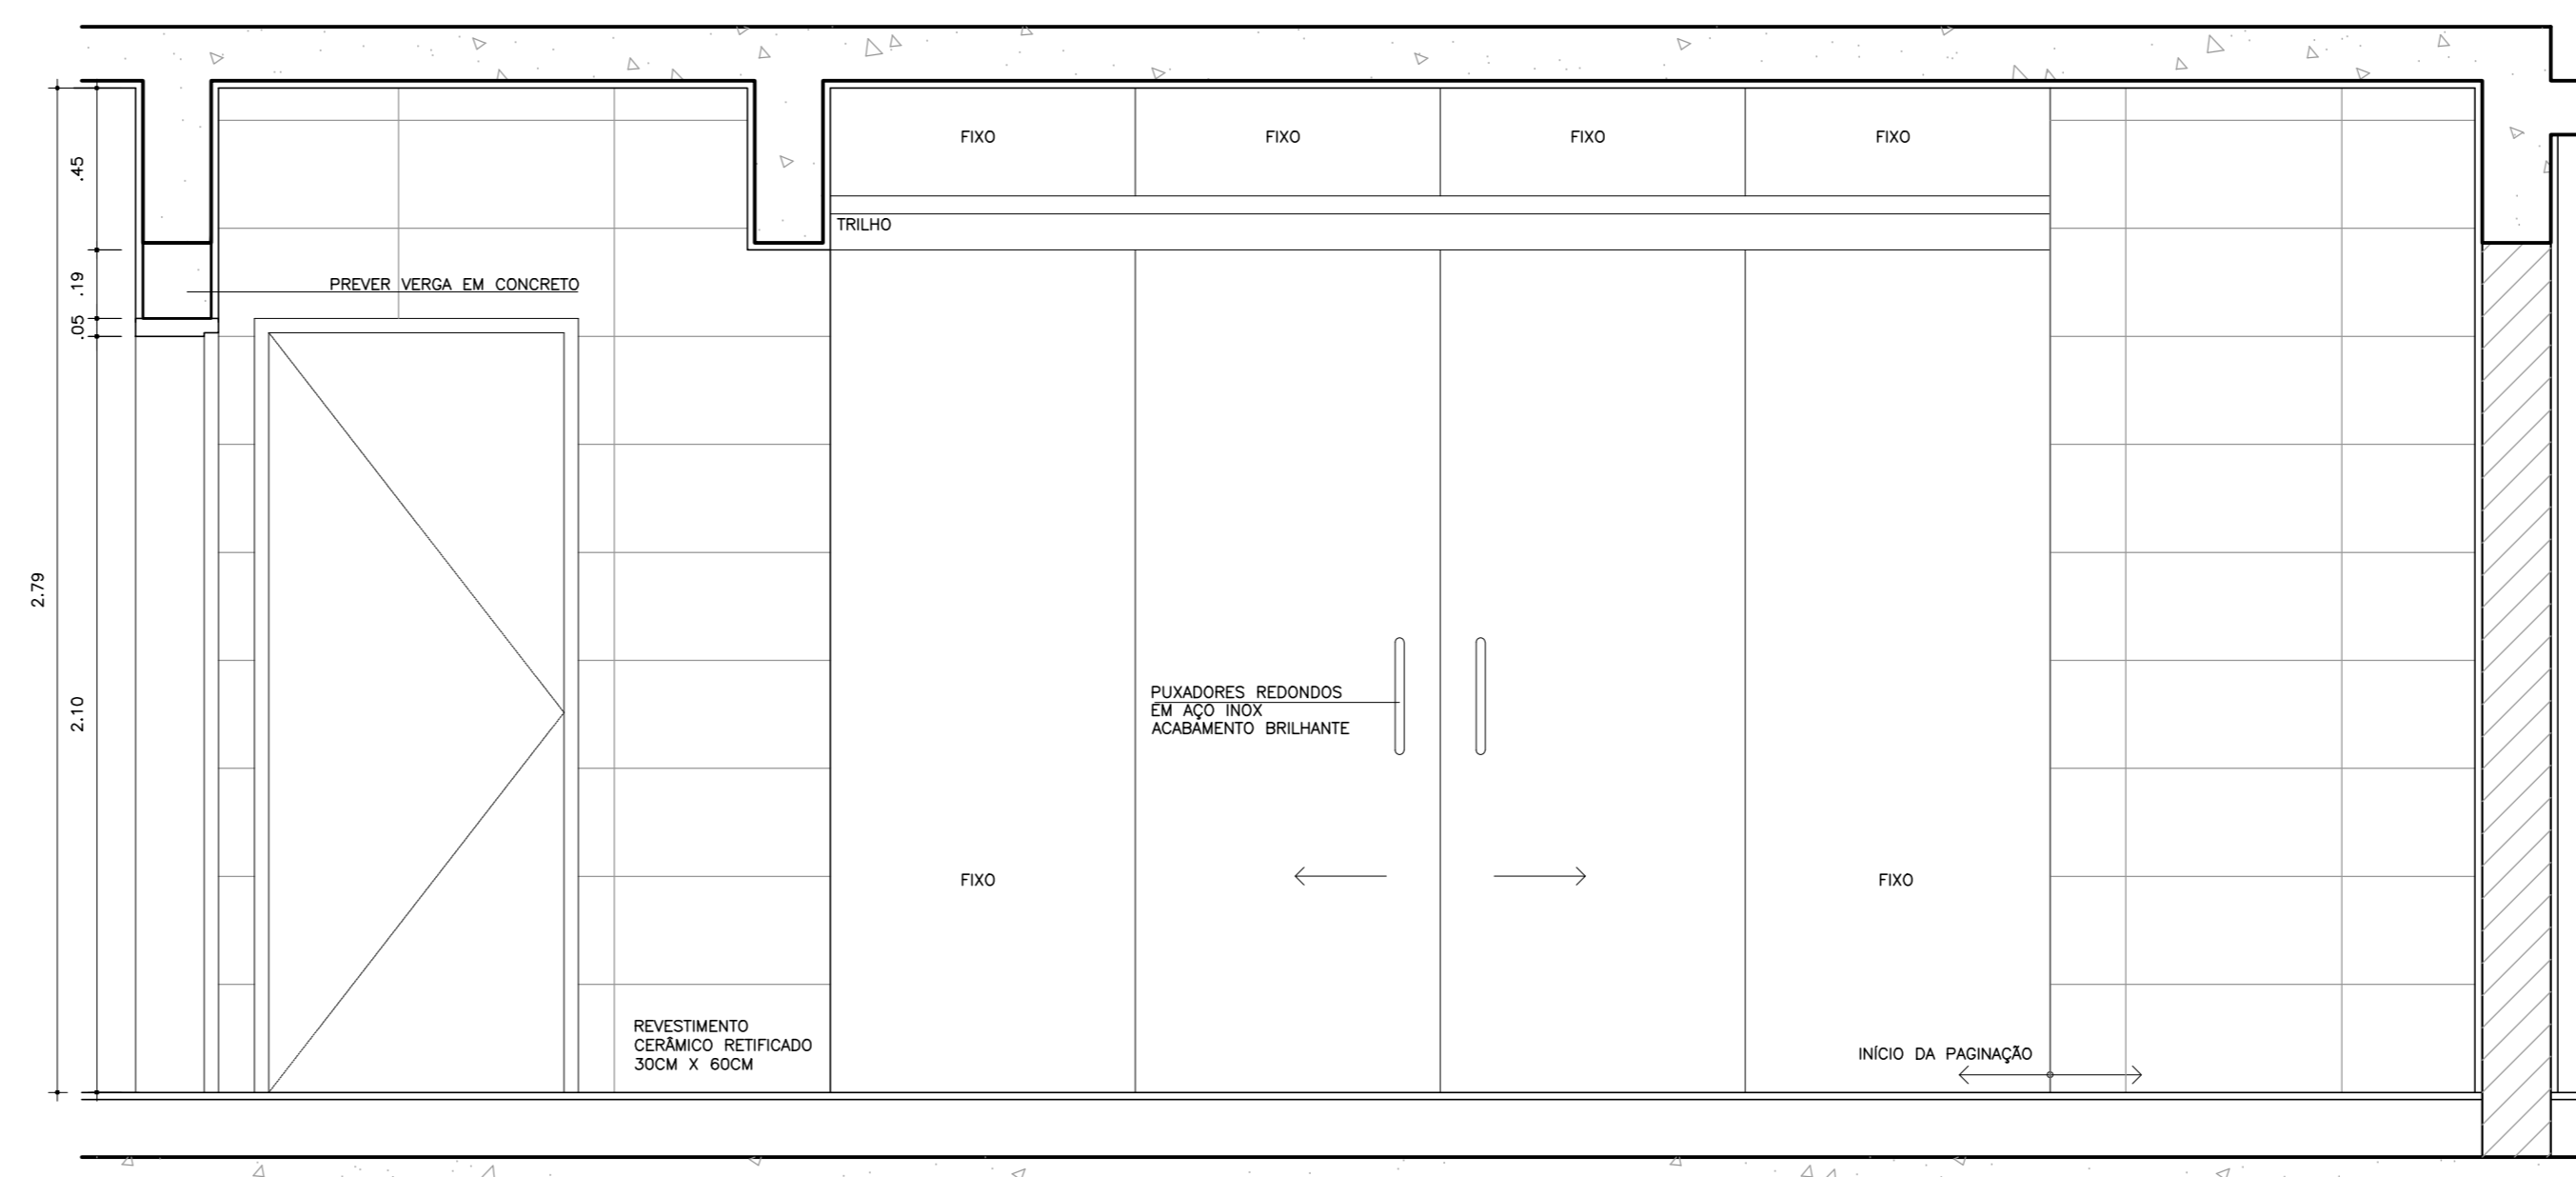 FIXO
FIXO
FIXO
FIXO
.45
TRILHO
.19
PREVER VERGA EM CONCRETO
.05
2.79
2.10
PUXADORES REDONDOS
EM AÇO INOX
ACABAMENTO BRILHANTE
FIXO
FIXO
REVESTIMENTO
CERÂMICO RETIFICADO
30CM X 60CM
INÍCIO DA PAGINAÇÃO